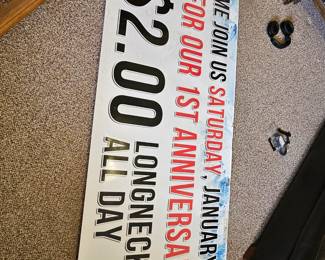 ME JOIN US SATURDAY, JANUARY
FOR OUR 1ST ANNIVERSA
$2.00
LONGNECK
ALL DAY